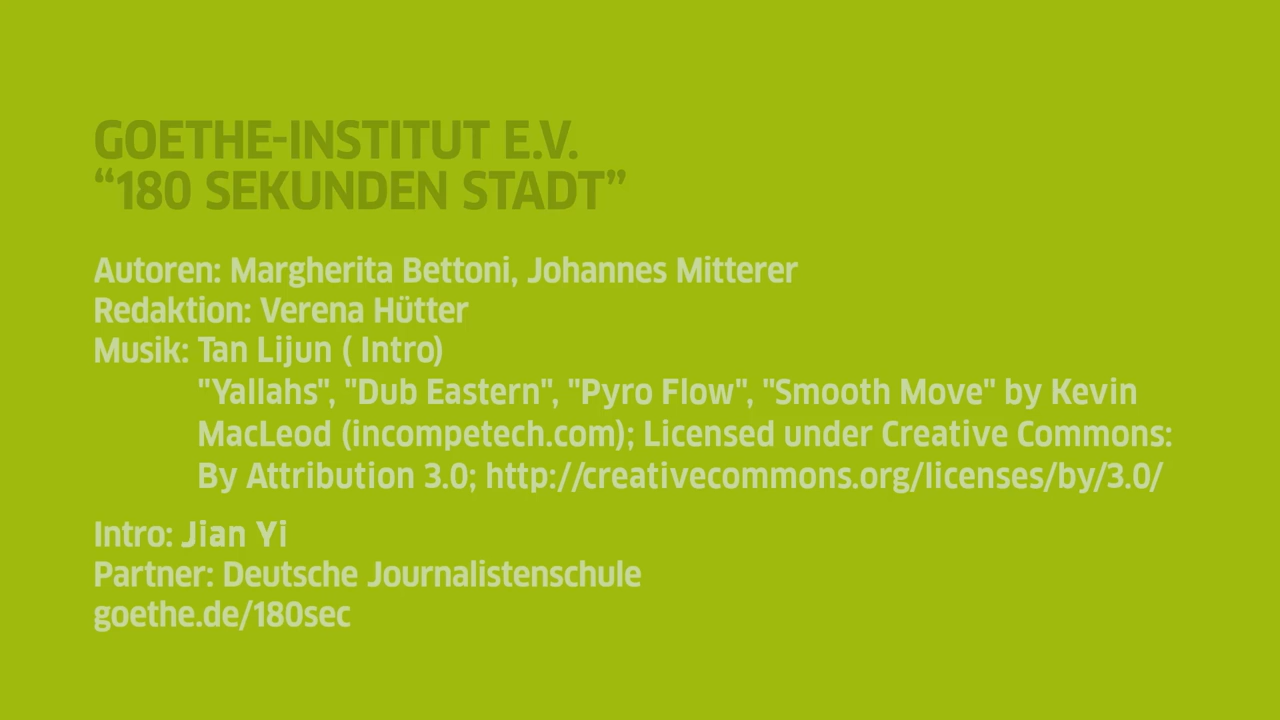 GOETHE-INSTITUT E.V.
“180 SEKUNDEN STADT”
Autoren: Margherita Bettoni, Johannes Mitterer
Redaktion: Verena Hütter
Musik: Tan Lijun ( Intro)
"Yallahs", "Dub Eastern", "Pyro Flow", "Smooth Move" by Kevin
MacLeod (incompetech.com); Licensed under Creative Commons:
By Attribution 3.0; http://creativecommons.org/licenses/by/3.0/
Intro: Jian Yi
Partner: Deutsche Journalistenschule
goethe.de/180sec